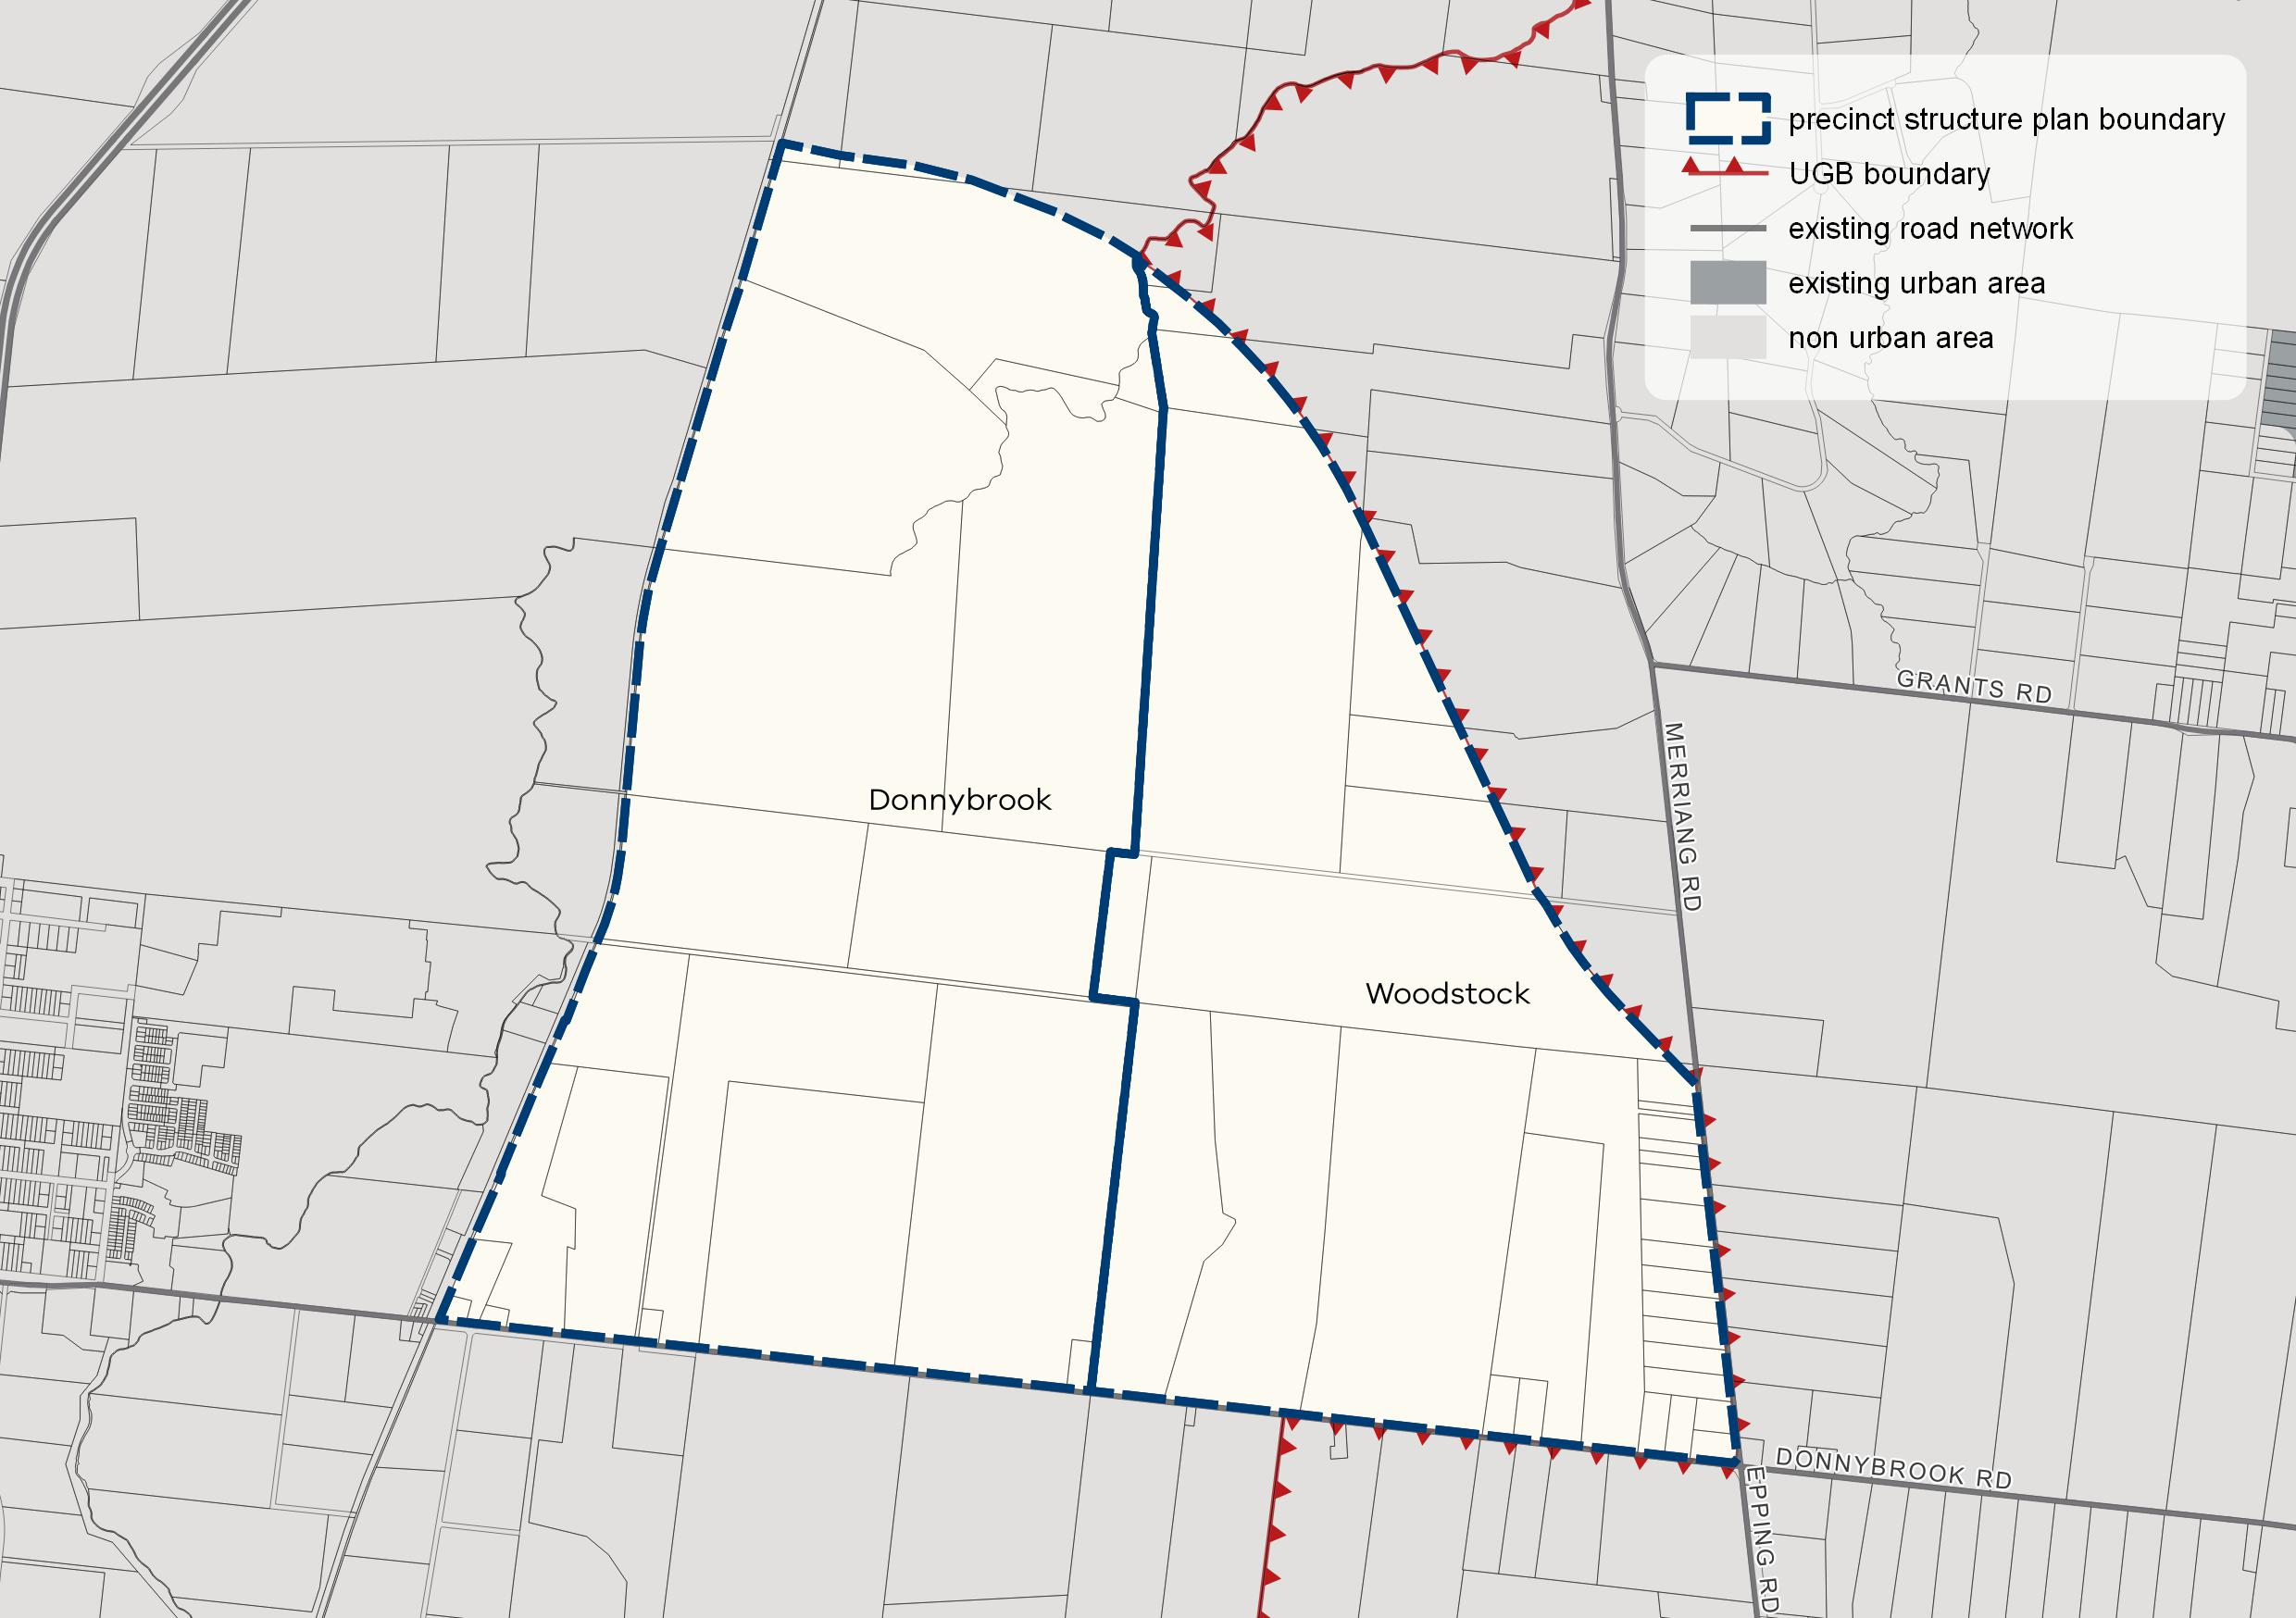 precinct structure plan boundary
UGB boundary
existing road network
existing urban area
non urban area
GRANTS RD
MERRIANG RD
Donnybrook
Woodstock
DONNYBROOK RD
EPPING RD